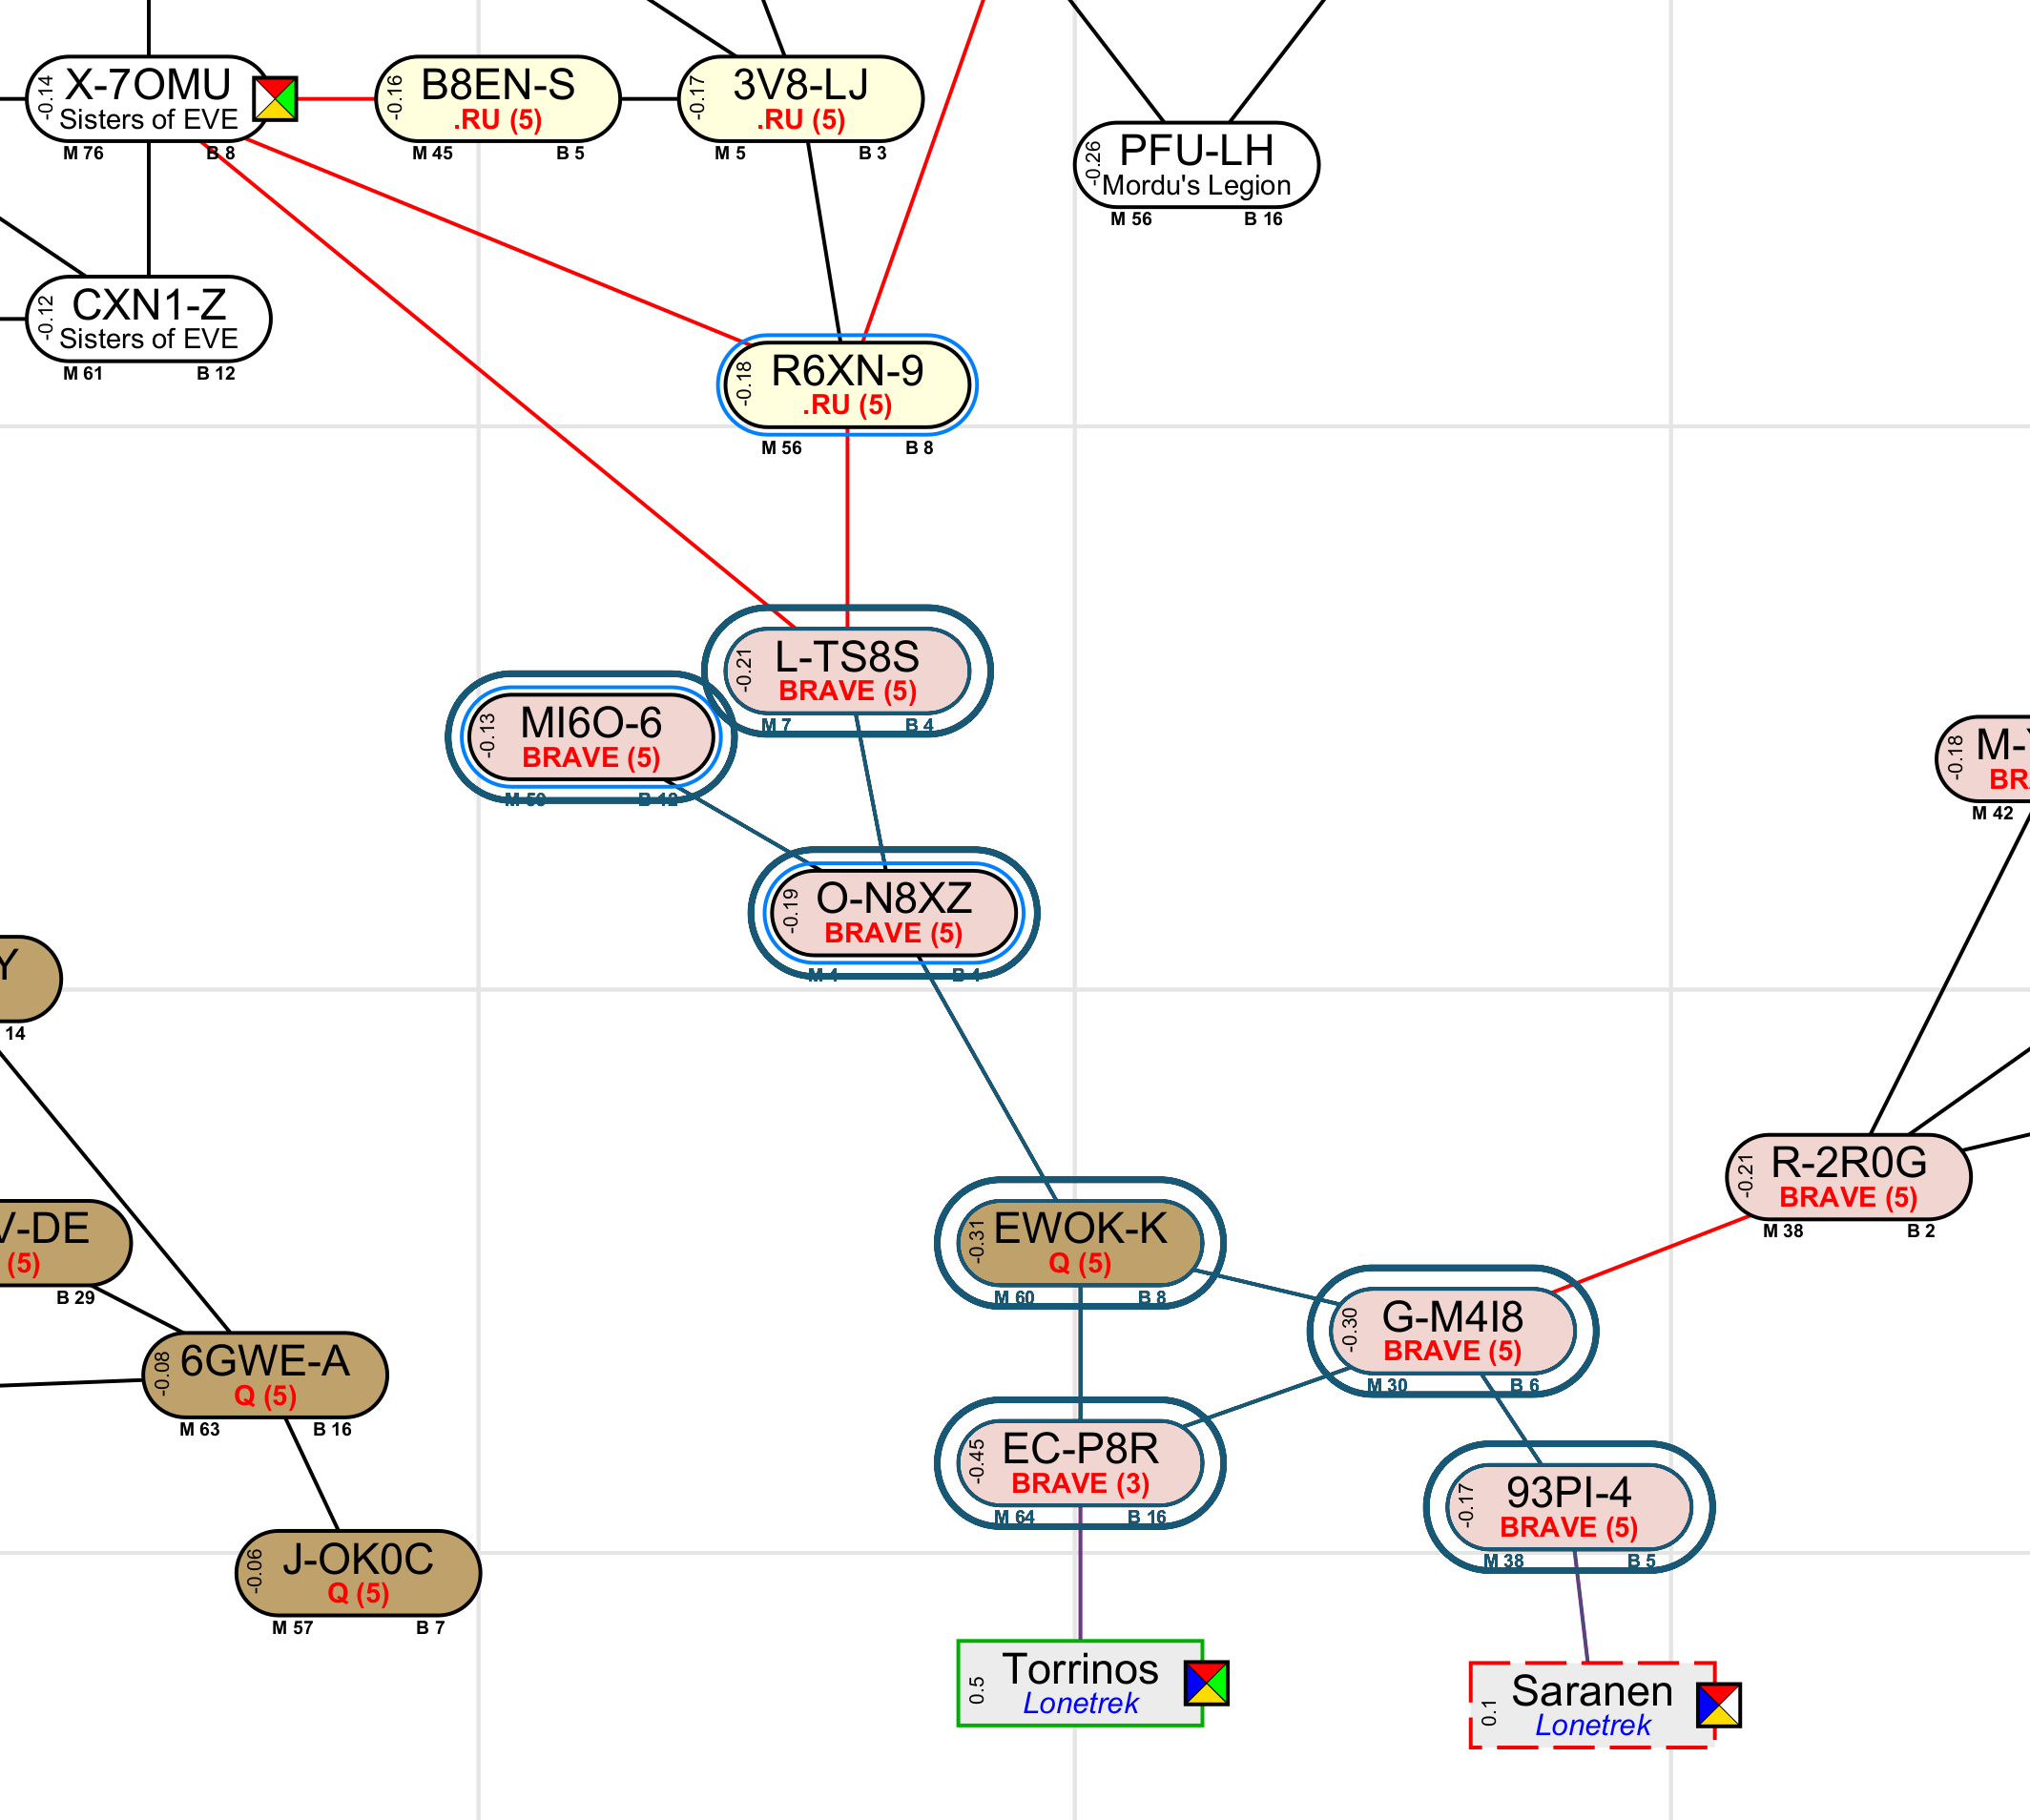 -0.14
X-7OMU
Sisters of EVE
M 76
B 8
-0.16
B8EN-S
.RU (5)
M 45
B 5
-0.17
3V8-LJ
.RU (5)
M 5
B 3
-0.26
PFU-LH
Mordu's Legion
M 56
B 16
-0.12
CXN1-Z
Sisters of EVE
M 61
B 12
-0.18
R6XN-9
.RU (5)
M 56
B 8
-0.21
L-TS8S
BRAVE (5)
M 7
B 4
-0.13
MI6O-6
BRAVE (5)
B 12
-0.18
M-
BR
M 42
-0.19
O-N8XZ
BRAVE (5)
M 4
B 4
Y
14
-0.21
R-2R0G
BRAVE (5)
M 38
B 2
V-DE
(5)
B 29
-0.31
EWOK-K
Q (5)
M 60
B 8
-0.30
G-M4I8
BRAVE (5)
M 30
B 6
-0.08
6GWE-A
Q (5)
M 63
B 16
-0.45
EC-P8R
BRAVE (3)
M 64
B 16
-0.17
93PI-4
BRAVE (5)
M 38
B 5
-0.06
J-OK0C
Q (5)
M 57
B 7
0.5
Torrinos
Lonetrek
0.1
Saranen
Lonetrek